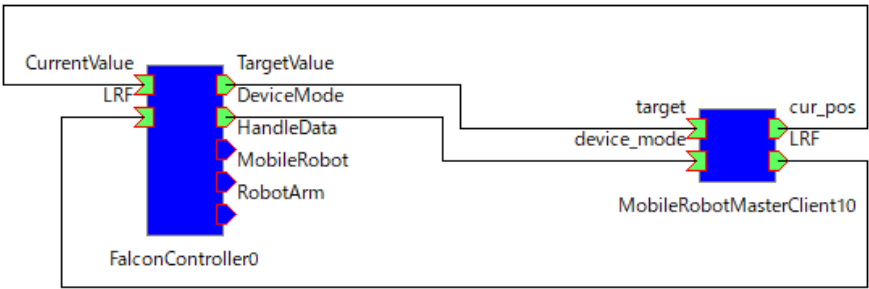 CurrentValue
LRF
TargetValue
DeviceMode
HandleData
MobileRobot
RobotArm
FalconController0
target
device_mode
cur_pos
LRF
MobileRobotMasterClient10